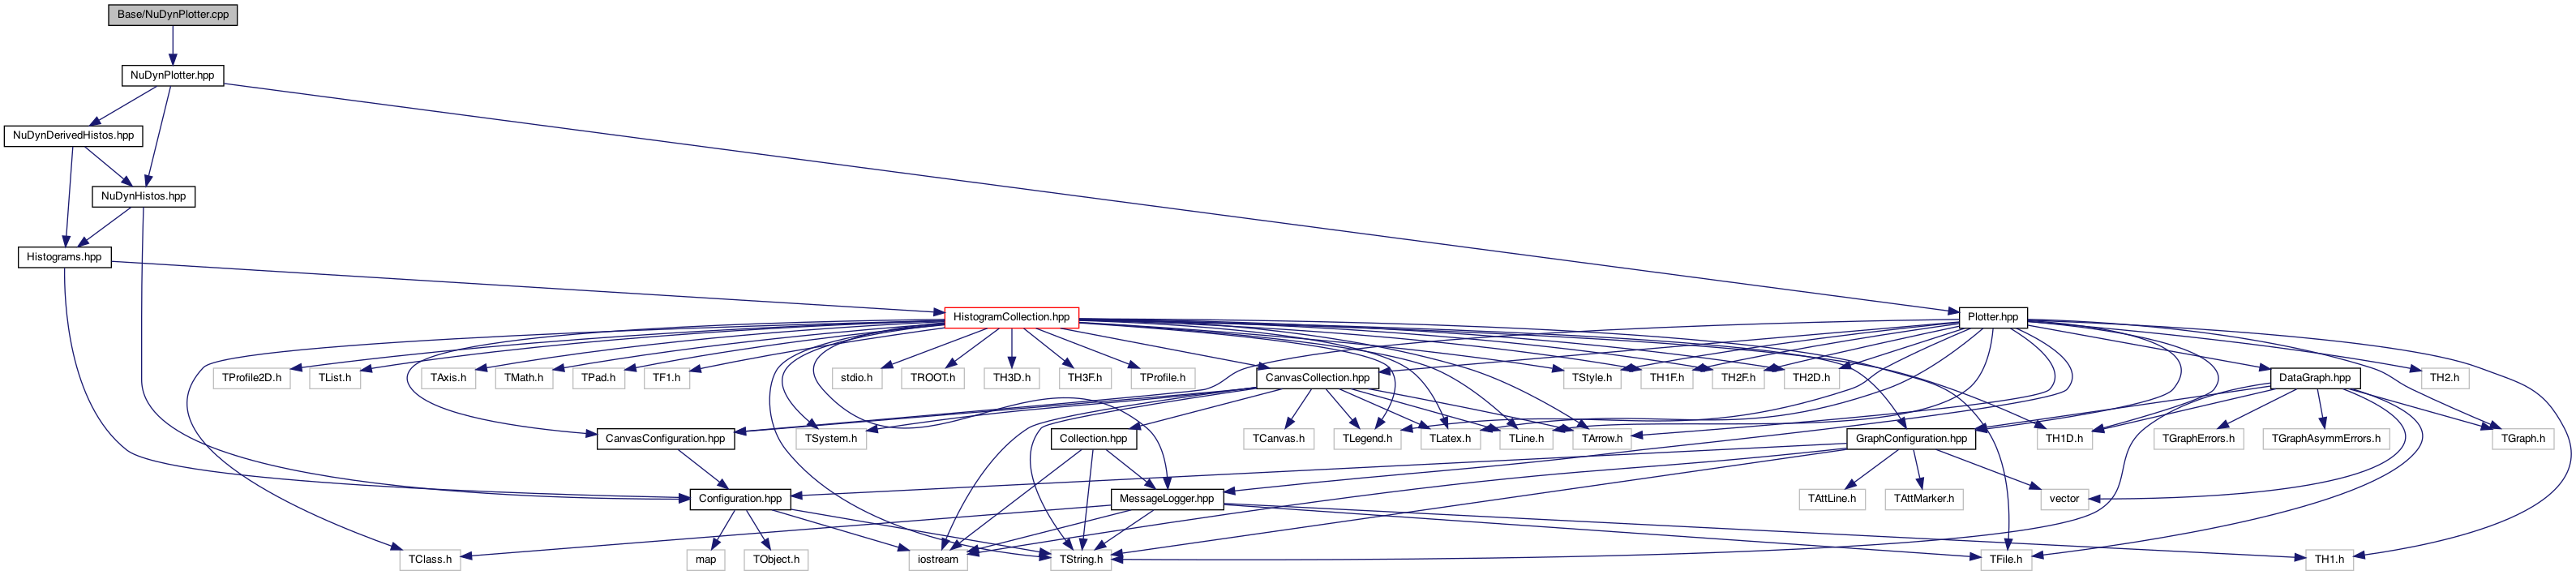 Base/NuDynPlotter.cpp
NuDynPlotter.hpp
NuDynDerivedHistos.hpp
NuDynHistos.hpp
Histograms.hpp
HistogramCollection.hpp
Plotter.hpp
TProfile2D.h
TList.h
TAxis.h
TMath.h
TPad.h
TF1.h
stdio.h
TROOT.h
TH3D.h
TH3F.h
TProfile.h
CanvasCollection.hpp
TStyle.h
TH1F.h
TH2F.h
TH2D.h
DataGraph.hpp
TH2.h
CanvasConfiguration.hpp
TSystem.h
Collection.hpp
TCanvas.h
TLegend.h
TLatex.h
TLine.h
TArrow.h
GraphConfiguration.hpp
TH1D.h
TGraphErrors.h
TGraphAsymmErrors.h
TGraph.h
Configuration.hpp
MessageLogger.hpp
TAttLine.h
TAttMarker.h
vector
TClass.h
map
TObject.h
iostream
TString.h
TFile.h
TH1.h